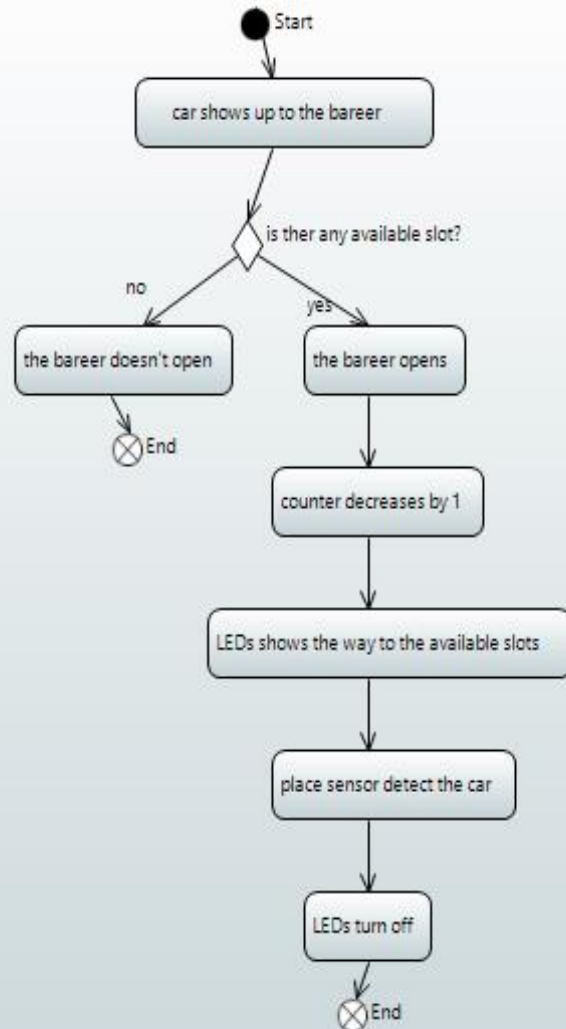 Start
car shows up to the bareer
is ther any available slot?
no
yes
the bareer doesn't open
the bareer opens
End
counter decreases by 1
LEDs shows the way to the available slots
place sensor detect the car
LEDs turn off
End